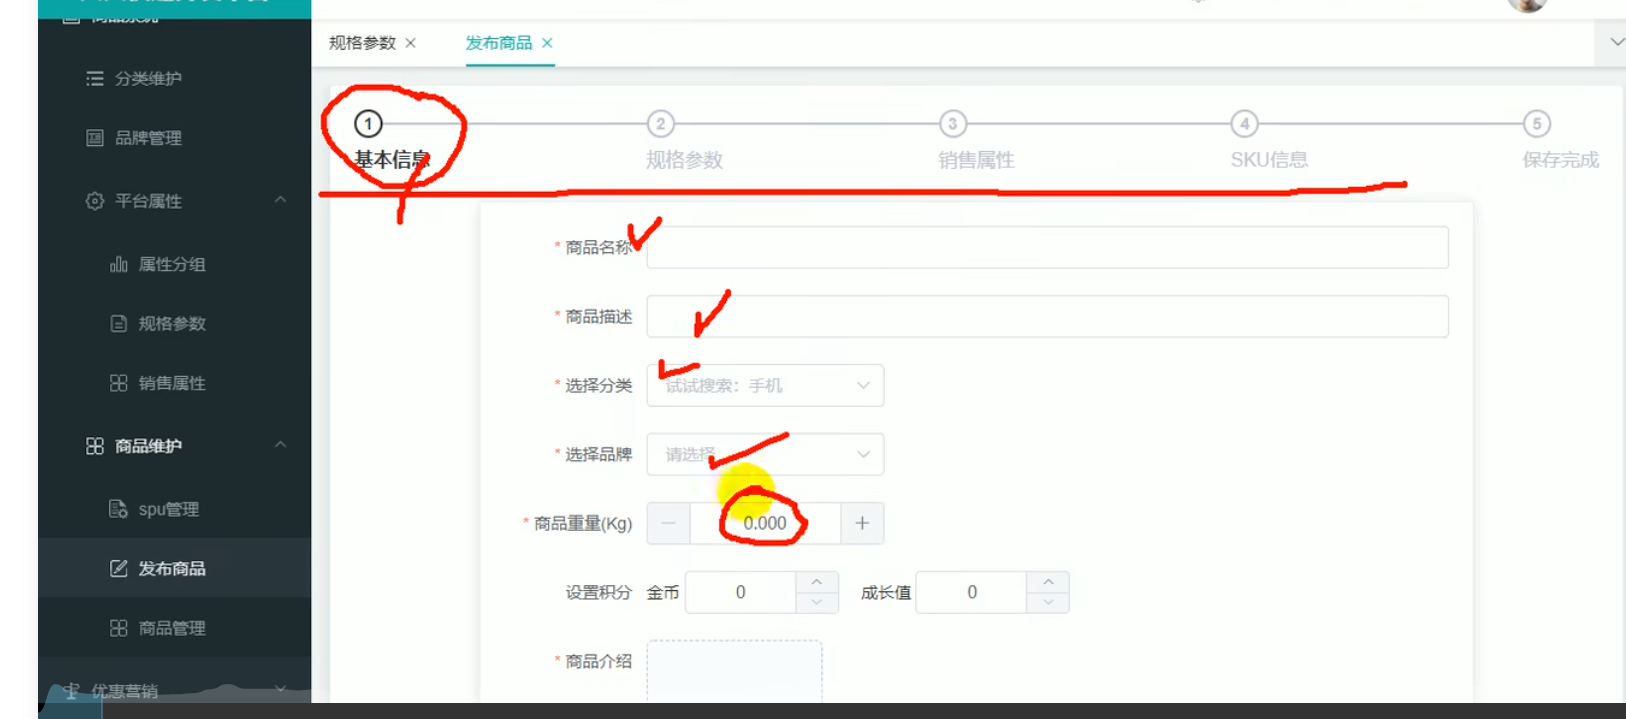 规格参数 ×
发布商品 ×
分类维护
品牌管理
平台属性
属性分组
规格参数
销售属性
商品维护
spu管理
发布商品
商品管理
优惠营销
1 基本信息
2 规格参数
3 销售属性
4 SKU信息
5 保存完成
* 商品名称
* 商品描述
* 选择分类 试试搜索：手机
* 选择品牌 请选择
* 商品重量(Kg) − 0.000 +
设置积分 金币 0 成长值 0
* 商品介绍